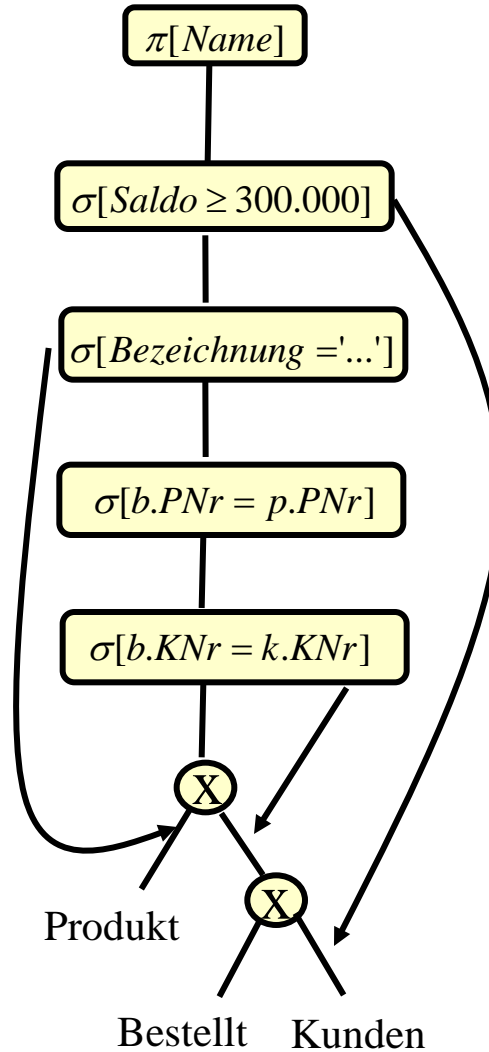 π[Name]
σ[Saldo ≥ 300.000]
σ[Bezeichnung ='...']
σ[b.PNr = p.PNr]
σ[b.KNr = k.KNr]
X
X
Produkt
Bestellt Kunden